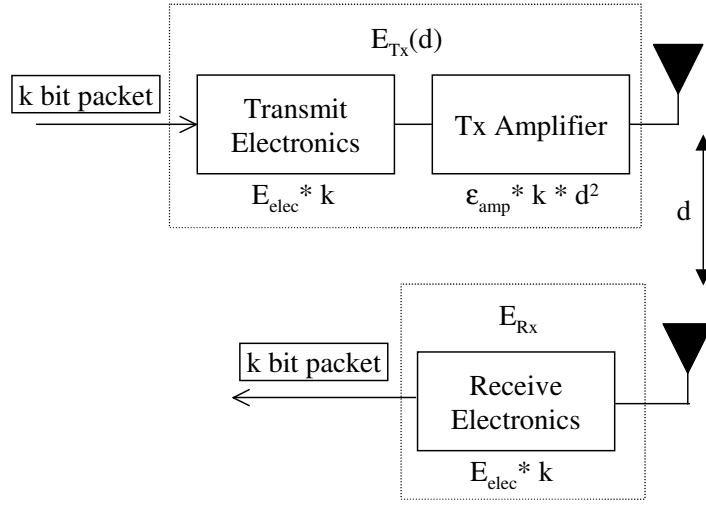 E_Tx(d)
k bit packet
Transmit
Electronics
Tx Amplifier
E_elec* k
ε_amp* k * d²
d
E_Rx
k bit packet
Receive
Electronics
E_elec* k